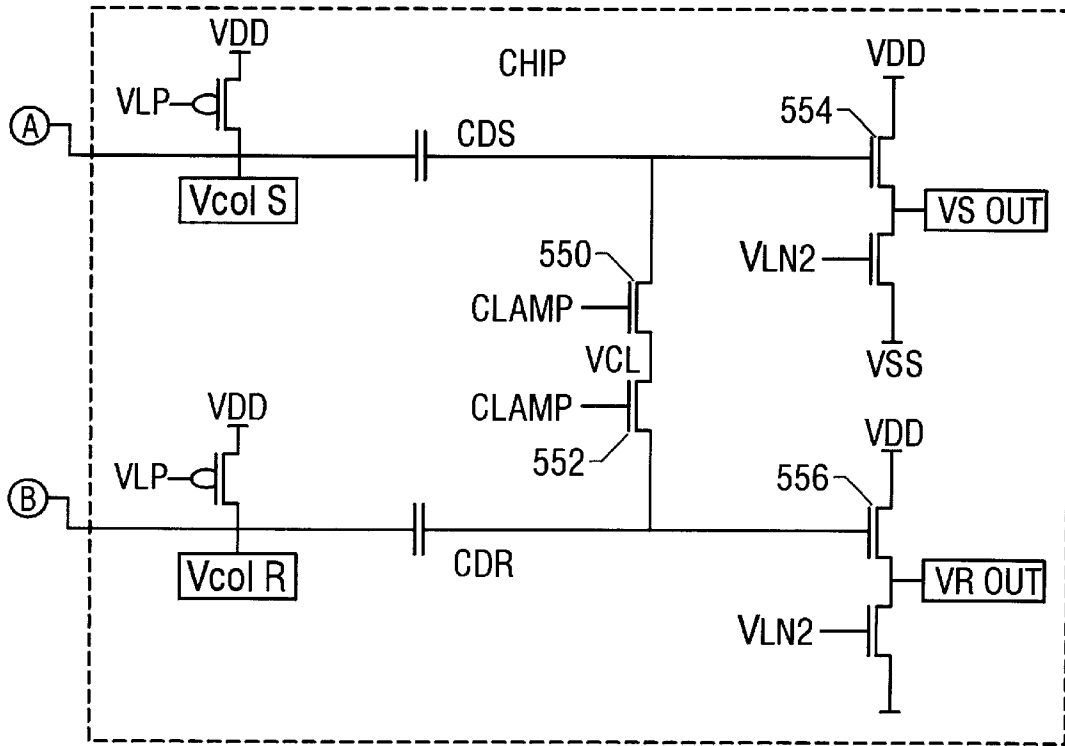 VDD
CHIP
VDD
VLP
554
A
CDS
Vcol S
VS OUT
550
VLN2
CLAMP
VCL
VSS
CLAMP
VDD
VDD
552
VLP
556
B
CDR
Vcol R
VR OUT
VLN2